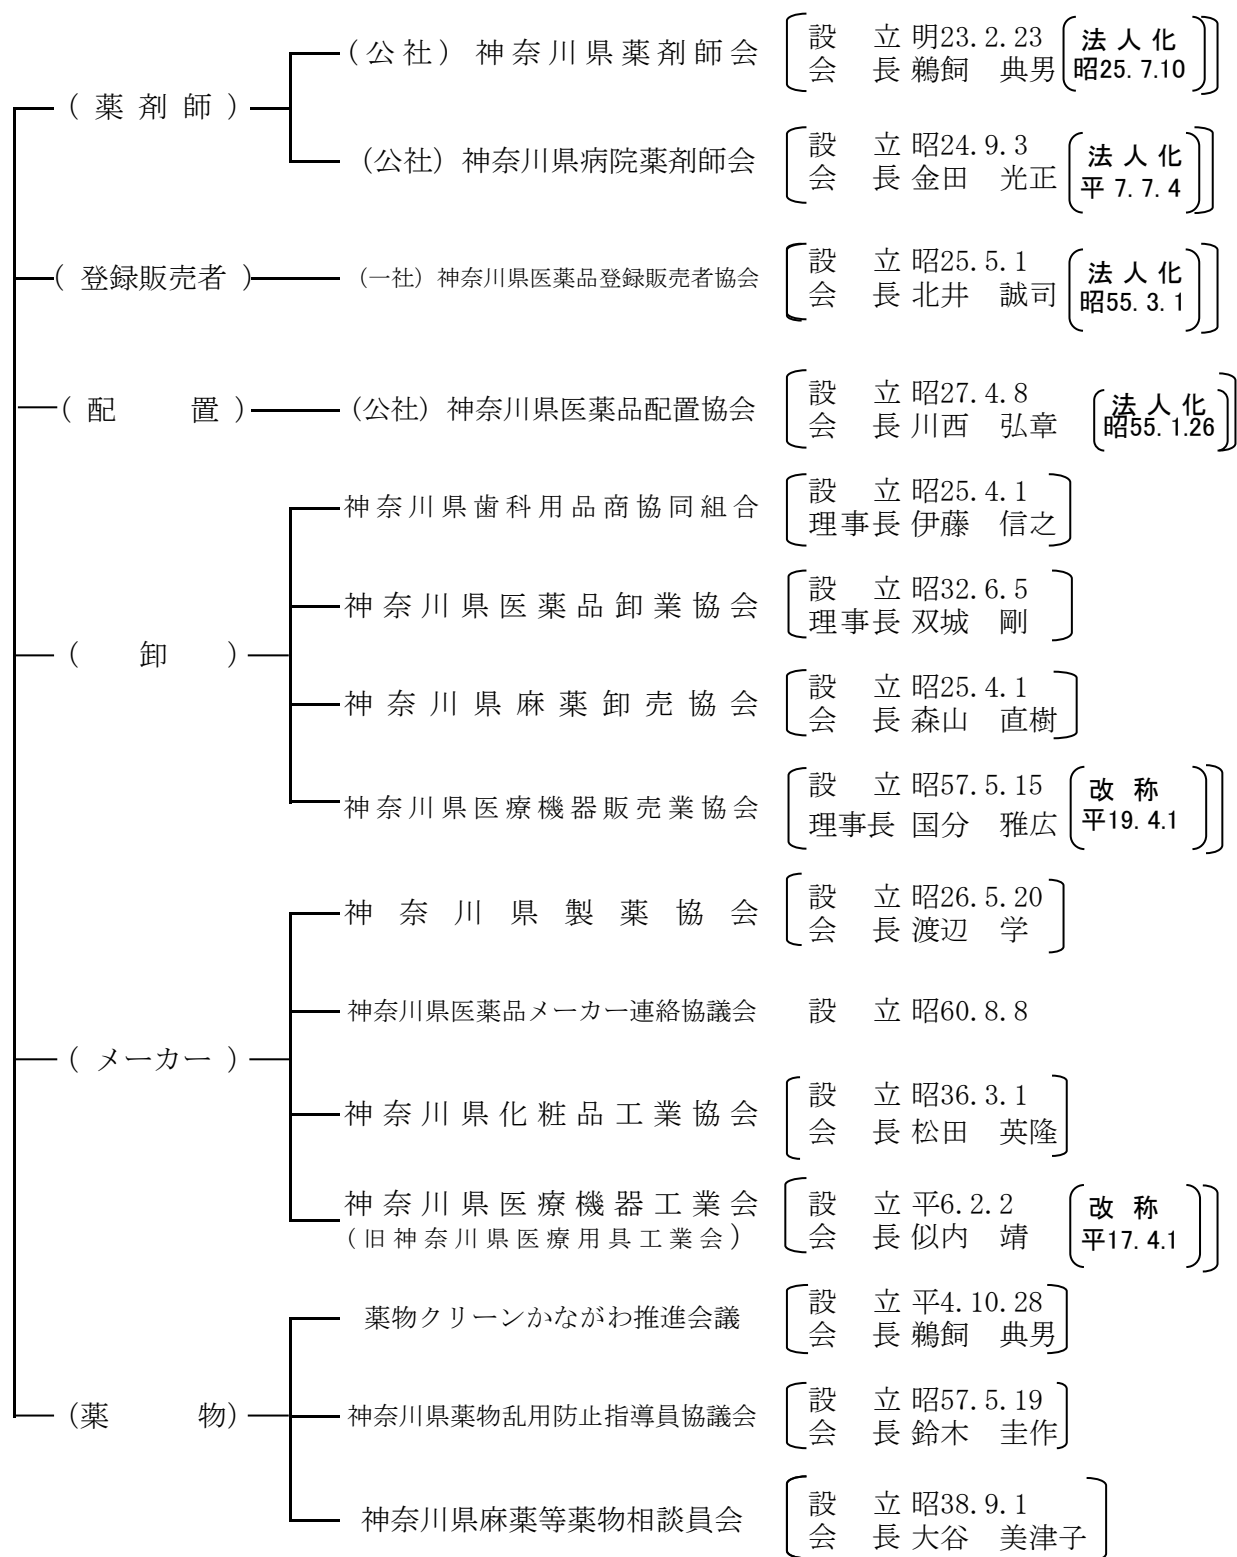 (薬剤師)
(公社) 神奈川県薬剤師会
設　立 明23.2.23
会　長 鵜飼　典男
法人化
昭25.7.10
(公社) 神奈川県病院薬剤師会
設　立 昭24.9.3
会　長 金田　光正
法人化
平 7.7.4
(登録販売者)
(一社) 神奈川県医薬品登録販売者協会
設　立 昭25.5.1
会　長 北井　誠司
法人化
昭55.3.1
(配　置)
(公社) 神奈川県医薬品配置協会
設　立 昭27.4.8
会　長 川西　弘章
法人化
昭55.1.26
(卸)
神奈川県歯科用品商協同組合
設　立 昭25.4.1
理事長 伊藤　信之
神奈川県医薬品卸業協会
設　立 昭32.6.5
理事長 双城　剛
神奈川県麻薬卸売協会
設　立 昭25.4.1
会　長 森山　直樹
神奈川県医療機器販売業協会
設　立 昭57.5.15
理事長 国分　雅広
改称
平19.4.1
(メーカー)
神奈川県製薬協会
設　立 昭26.5.20
会　長 渡辺　学
神奈川県医薬品メーカー連絡協議会
設　立 昭60.8.8
神奈川県化粧品工業協会
設　立 昭36.3.1
会　長 松田　英隆
神奈川県医療機器工業会
(旧神奈川県医療用具工業会)
設　立 平6.2.2
会　長 似内　靖
改称
平17.4.1
(薬　物)
薬物クリーンかながわ推進会議
設　立 平4.10.28
会　長 鵜飼　典男
神奈川県薬物乱用防止指導員協議会
設　立 昭57.5.19
会　長 鈴木　圭作
神奈川県麻薬等薬物相談員会
設　立 昭38.9.1
会　長 大谷　美津子